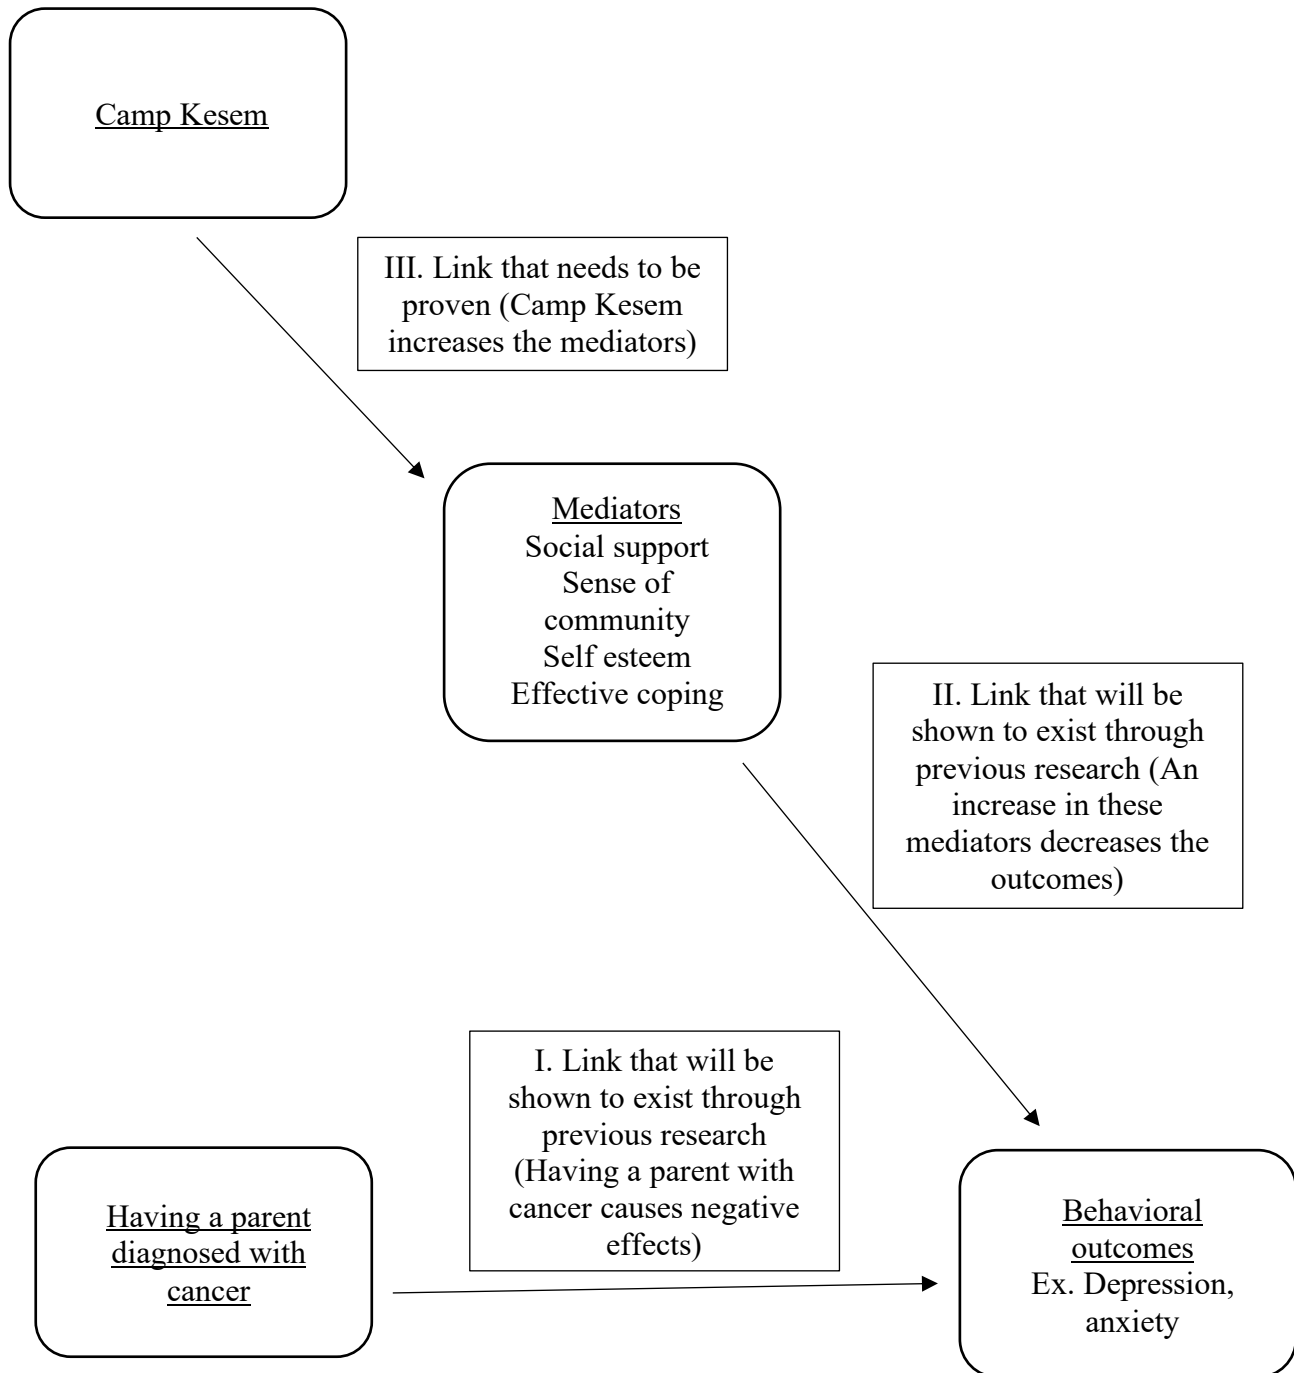 Camp Kesem
III. Link that needs to be
proven (Camp Kesem
increases the mediators)
Mediators
Social support
Sense of
community
Self esteem
Effective coping
II. Link that will be
shown to exist through
previous research (An
increase in these
mediators decreases the
outcomes)
I. Link that will be
shown to exist through
previous research
(Having a parent with
cancer causes negative
effects)
Having a parent
diagnosed with
cancer
Behavioral
outcomes
Ex. Depression,
anxiety